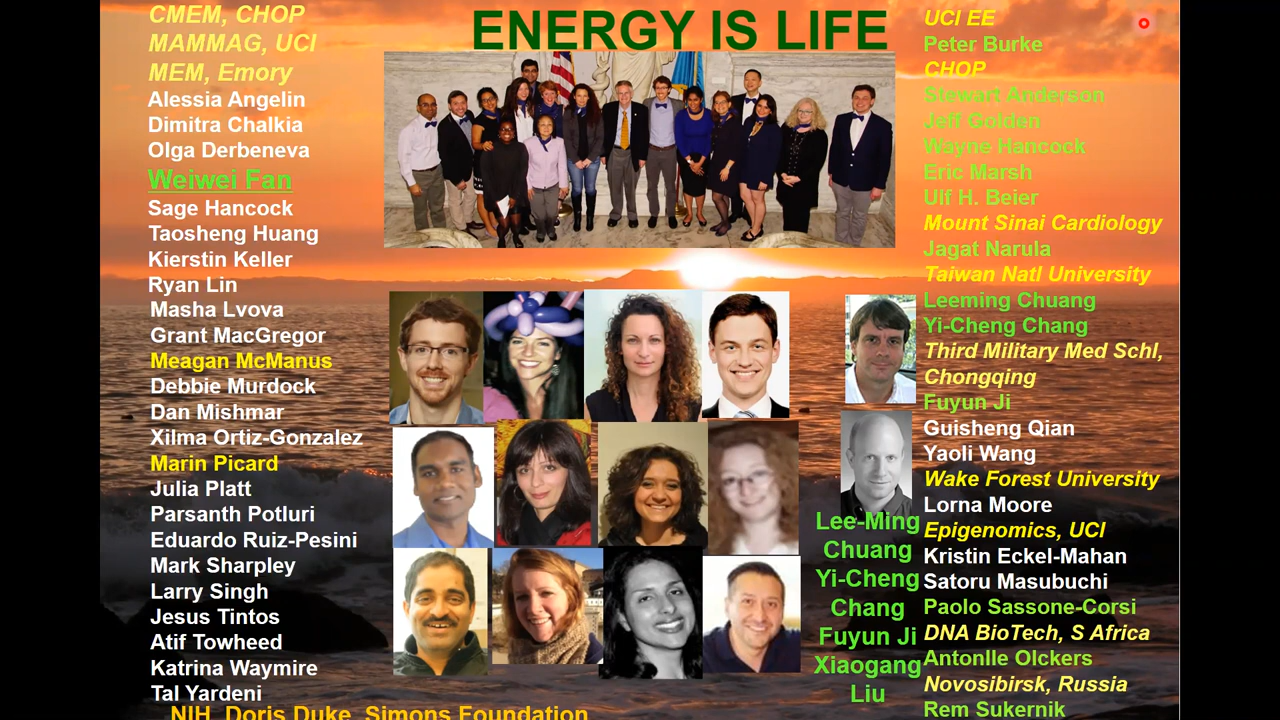 ENERGY IS LIFE
CMEM, CHOP
MAMMAG, UCI
MEM, Emory
Alessia Angelin
Dimitra Chalkia
Olga Derbeneva
Weiwei Fan
Sage Hancock
Taosheng Huang
Kierstin Keller
Ryan Lin
Masha Lvova
Grant MacGregor
Meagan McManus
Debbie Murdock
Dan Mishmar
Xilma Ortiz-Gonzalez
Marin Picard
Julia Platt
Parsanth Potluri
Eduardo Ruiz-Pesini
Mark Sharpley
Larry Singh
Jesus Tintos
Atif Towheed
Katrina Waymire
Tal Yardeni
NIH, Doris Duke, Simons Foundation
Lee-Ming
Chuang
Yi-Cheng
Chang
Fuyun Ji
Xiaogang
Liu
UCI EE
Peter Burke
CHOP
Stewart Anderson
Jeff Golden
Wayne Hancock
Eric Marsh
Ulf H. Beier
Mount Sinai Cardiology
Jagat Narula
Taiwan Natl University
Leeming Chuang
Yi-Cheng Chang
Third Military Med Schl,
Chongqing
Fuyun Ji
Guisheng Qian
Yaoli Wang
Wake Forest University
Lorna Moore
Epigenomics, UCI
Kristin Eckel-Mahan
Satoru Masubuchi
Paolo Sassone-Corsi
DNA BioTech, S Africa
Antonlle Olckers
Novosibirsk, Russia
Rem Sukernik